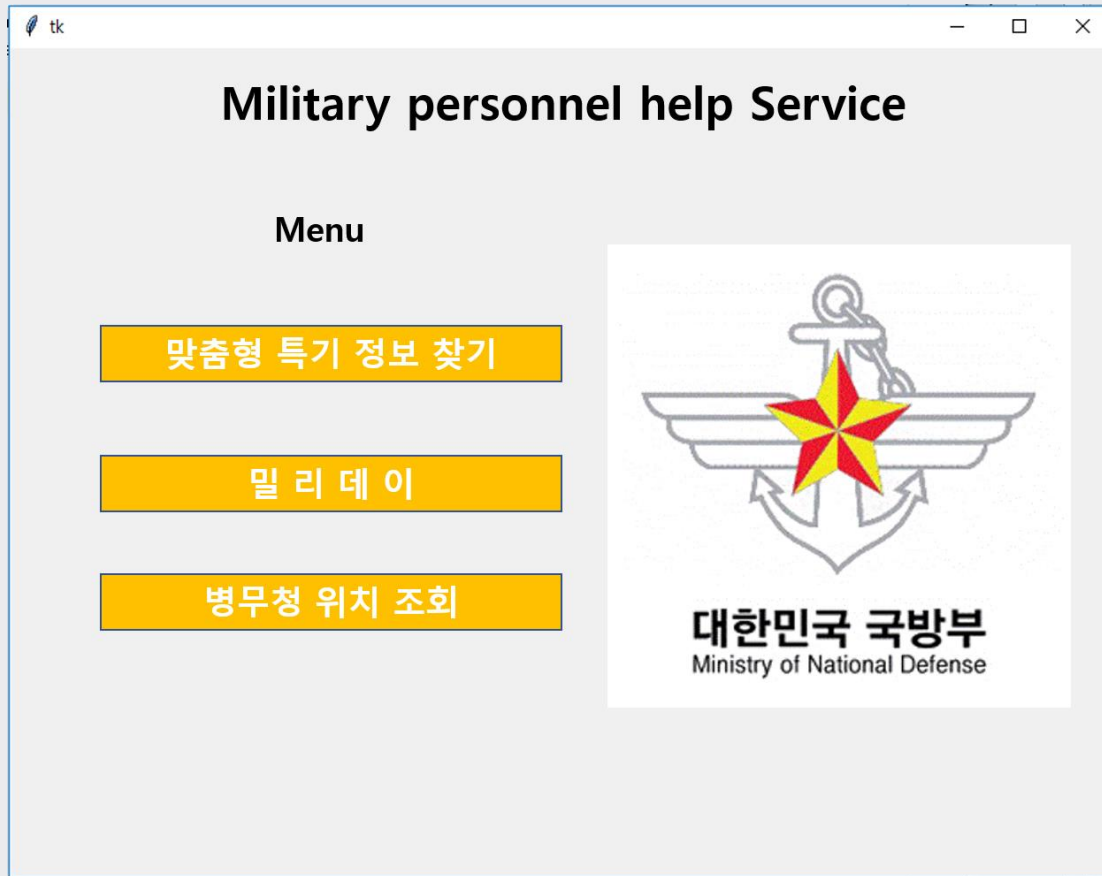 tk
Military personnel help Service
Menu
맞춤형 특기 정보 찾기
밀 리 데 이
병무청 위치 조회
대한민국 국방부
Ministry of National Defense